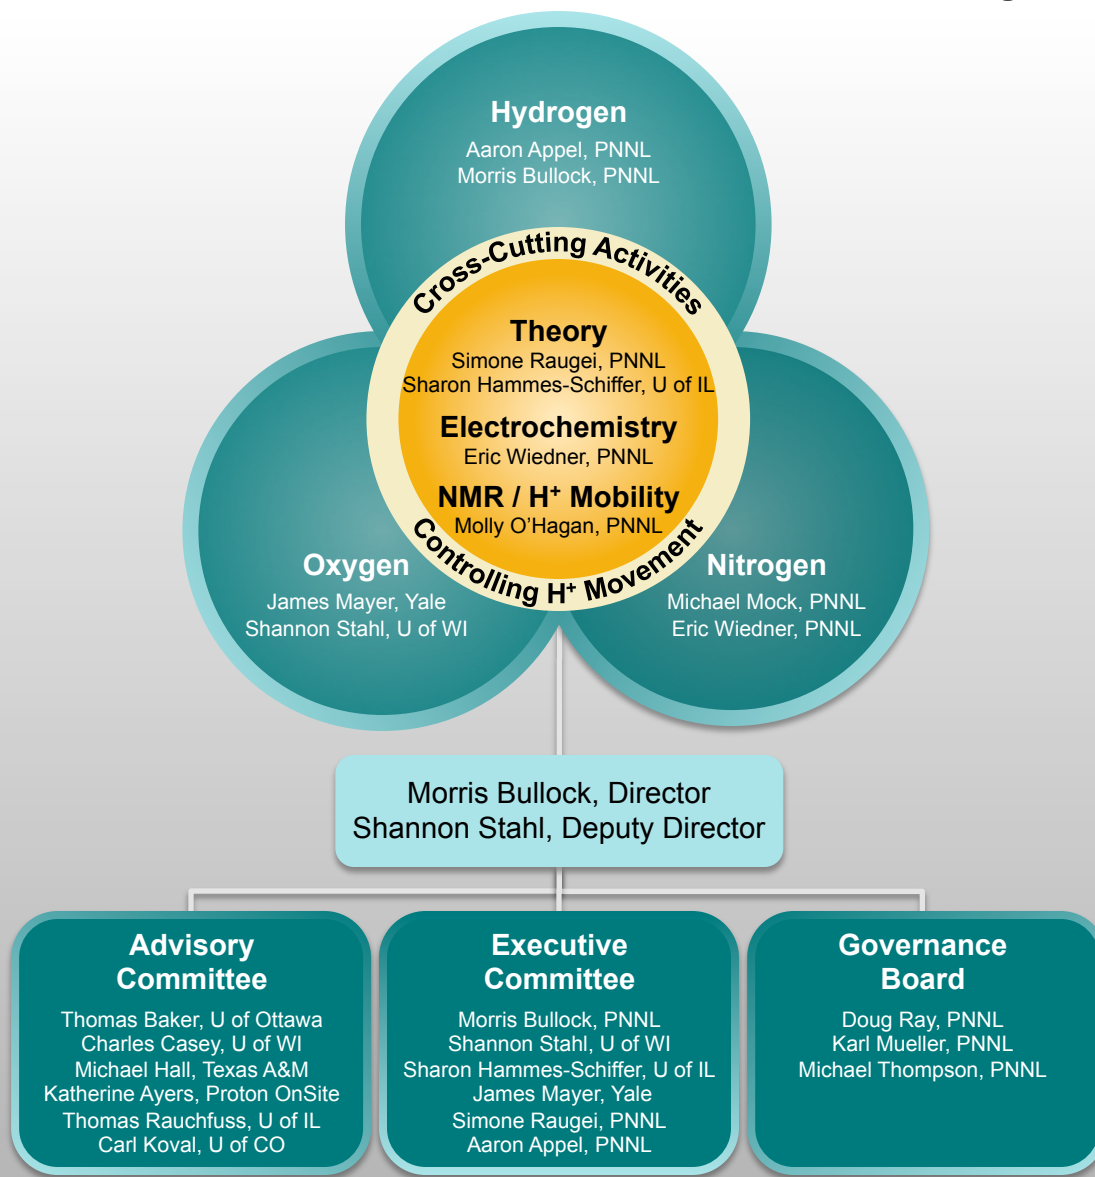 Hydrogen
Aaron Appel, PNNL
Morris Bullock, PNNL
Cross-Cutting Activities
Theory
Simone Raugei, PNNL
Sharon Hammes-Schiffer, U of IL
Electrochemistry
Eric Wiedner, PNNL
NMR / H⁺ Mobility
Molly O’Hagan, PNNL
Controlling H⁺ Movement
Oxygen
James Mayer, Yale
Shannon Stahl, U of WI
Nitrogen
Michael Mock, PNNL
Eric Wiedner, PNNL
Morris Bullock, Director
Shannon Stahl, Deputy Director
Advisory
Committee
Thomas Baker, U of Ottawa
Charles Casey, U of WI
Michael Hall, Texas A&M
Katherine Ayers, Proton OnSite
Thomas Rauchfuss, U of IL
Carl Koval, U of CO
Executive
Committee
Morris Bullock, PNNL
Shannon Stahl, U of WI
Sharon Hammes-Schiffer, U of IL
James Mayer, Yale
Simone Raugei, PNNL
Aaron Appel, PNNL
Governance
Board
Doug Ray, PNNL
Karl Mueller, PNNL
Michael Thompson, PNNL